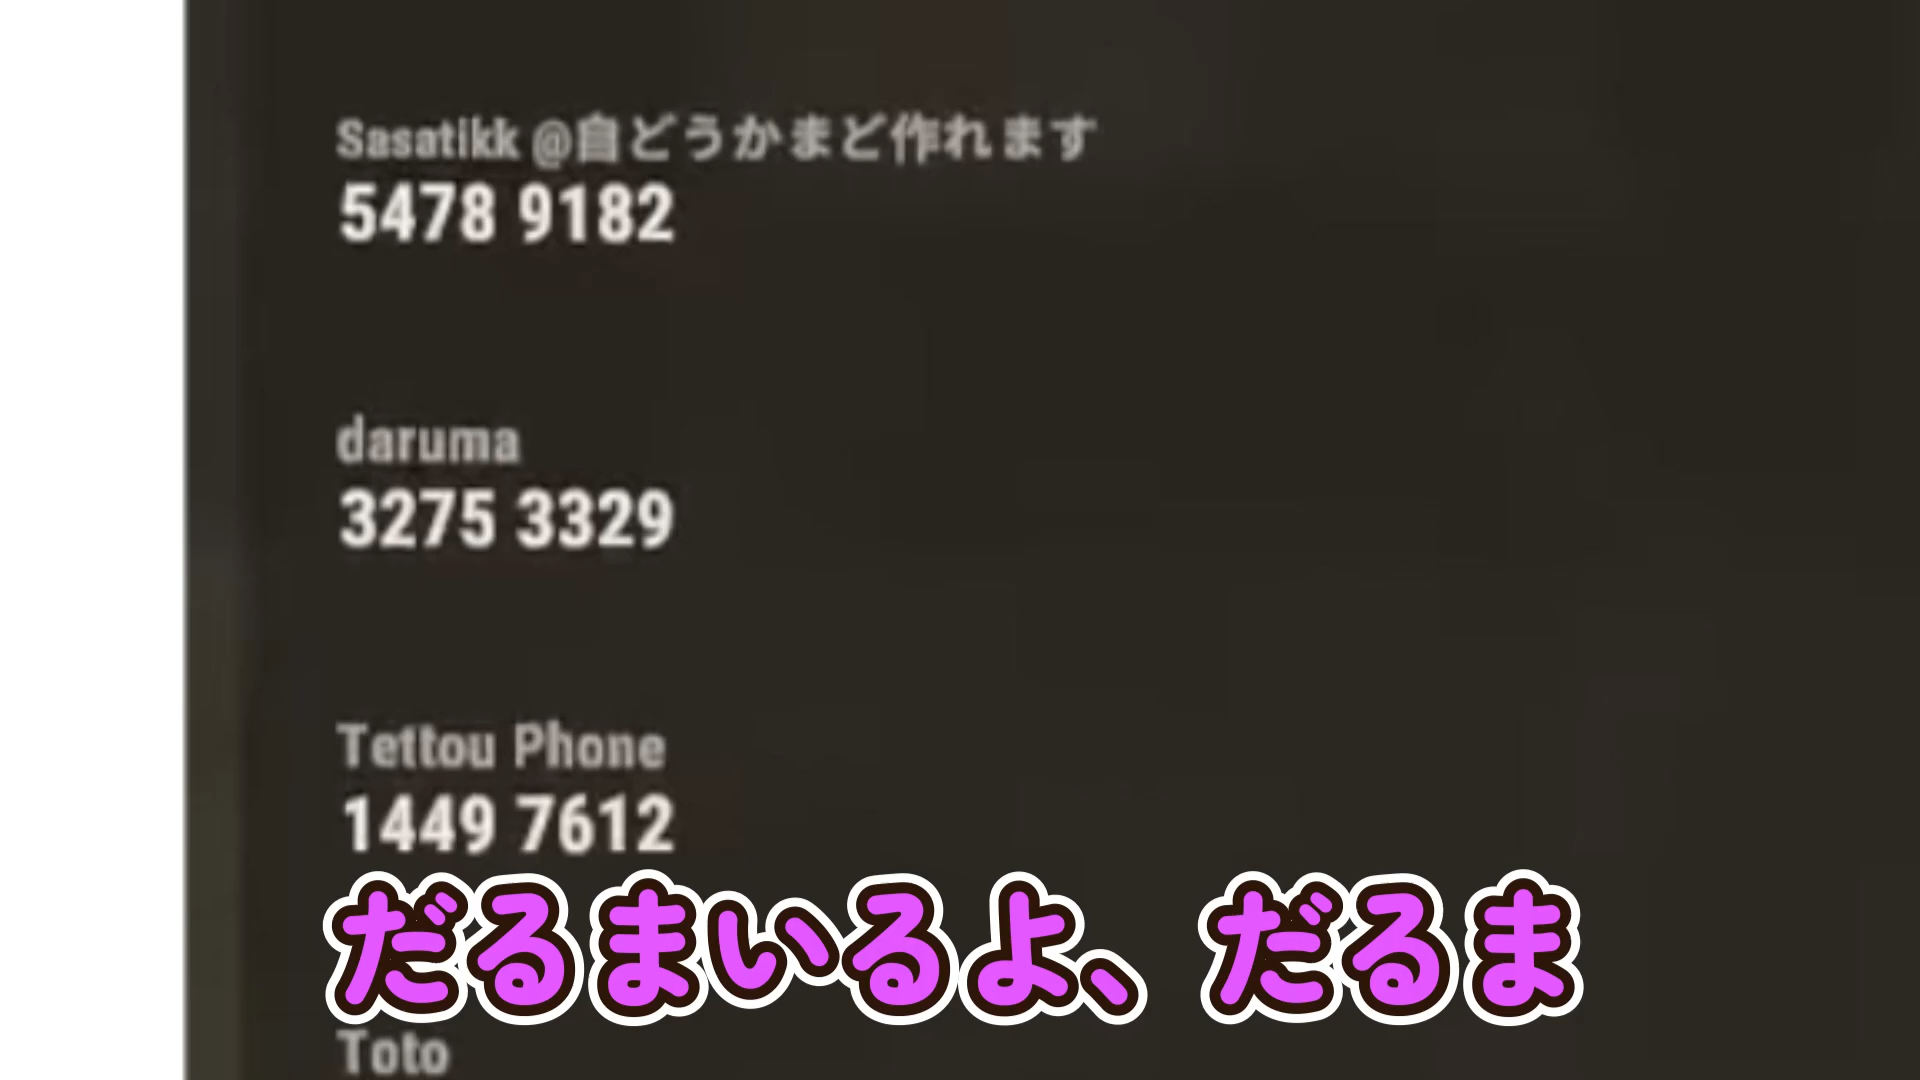 Sasatikk @自どうかまど作れます
5478 9182
daruma
3275 3329
Tettou Phone
1449 7612
だるまいるよ、だるま
Toto